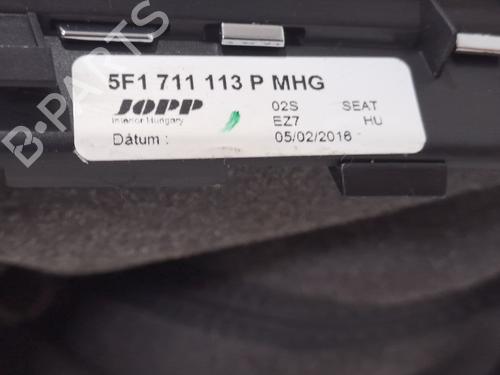 B-PARTS
5F1 711 113 P MHG
JOPP 02S SEAT
Interior Hungary EZ7 HU
Dátum : 05/02/2016